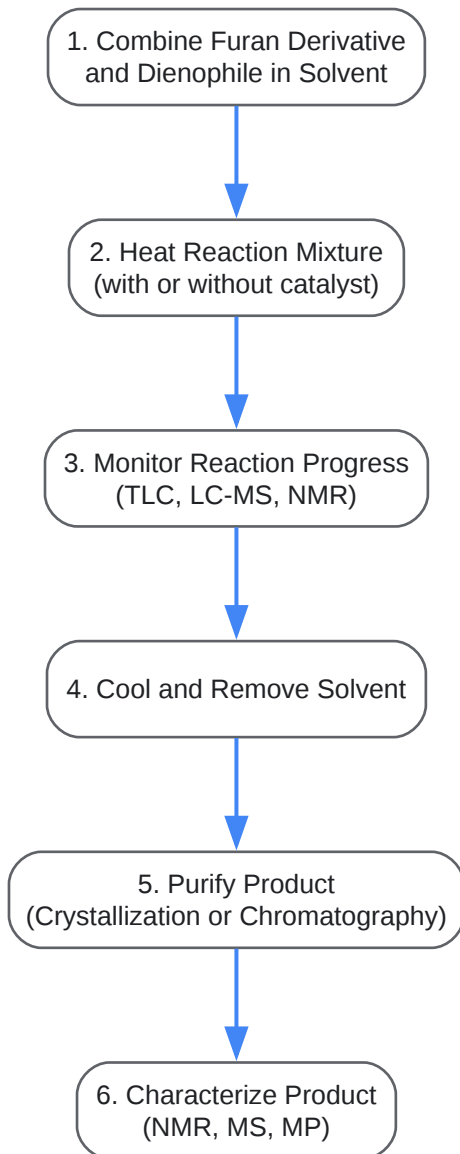 1. Combine Furan Derivative
and Dienophile in Solvent
2. Heat Reaction Mixture
(with or without catalyst)
3. Monitor Reaction Progress
(TLC, LC-MS, NMR)
4. Cool and Remove Solvent
5. Purify Product
(Crystallization or Chromatography)
6. Characterize Product
(NMR, MS, MP)